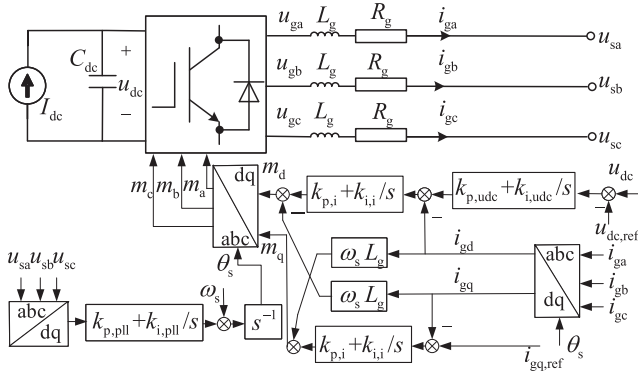 u_ga L_g R_g i_ga u_sa
C_dc + u_dc −
I_dc
u_gb L_g R_g i_gb u_sb
u_gc L_g R_g i_gc u_sc
m_c m_b m_a
dq abc
m_d − k_p,i+k_i,i/s − k_p,udc+k_i,udc/s − u_dc
u_dc,ref
m_q
θ_s
ω_s L_g i_gd
ω_s L_g i_gq
abc dq
i_ga
i_gb
i_gc
θ_s
u_sa u_sb u_sc
abc dq
k_p,pll+k_i,pll/s
ω_s
s⁻¹
k_p,i+k_i,i/s − i_gq,ref